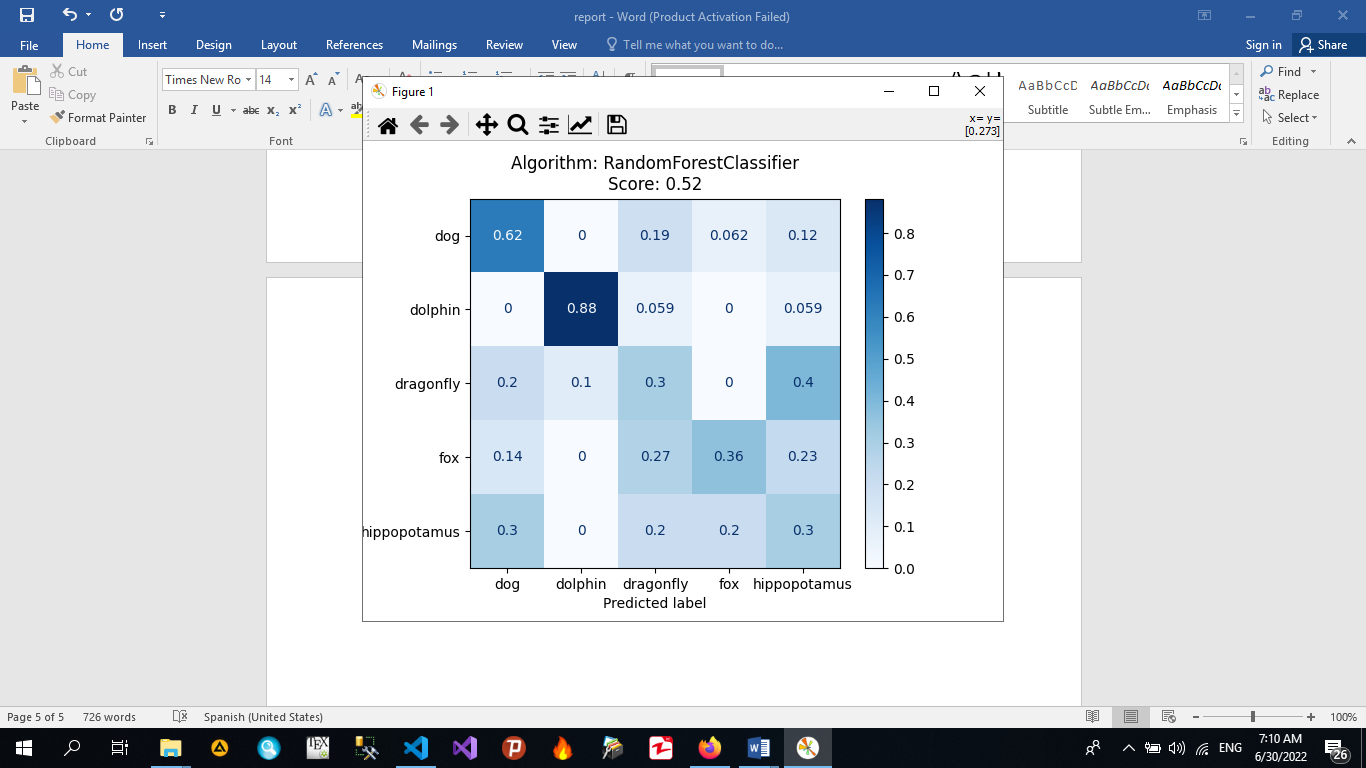 report - Word (Product Activation Failed)
File Home Insert Design Layout References Mailings Review View Tell me what you want to do... Sign in Share
Paste
Cut
Copy
Format Painter
Clipboard
Times New Ro 14
B I U abc x₂ x²
Font
AaBbCcD AaBbCcDt AaBbCcDt
Subtitle Subtle Em... Emphasis
Find
Replace
Select
Editing
Figure 1
x= y=
[0.273]
Algorithm: RandomForestClassifier
Score: 0.52
dog 0.62 0 0.19 0.062 0.12
dolphin 0 0.88 0.059 0 0.059
dragonfly 0.2 0.1 0.3 0 0.4
fox 0.14 0 0.27 0.36 0.23
hippopotamus 0.3 0 0.2 0.2 0.3
dog dolphin dragonfly fox hippopotamus
Predicted label
0.8
0.7
0.6
0.5
0.4
0.3
0.2
0.1
0.0
Page 5 of 5 726 words Spanish (United States) 100%
ENG
7:10 AM
6/30/2022
26